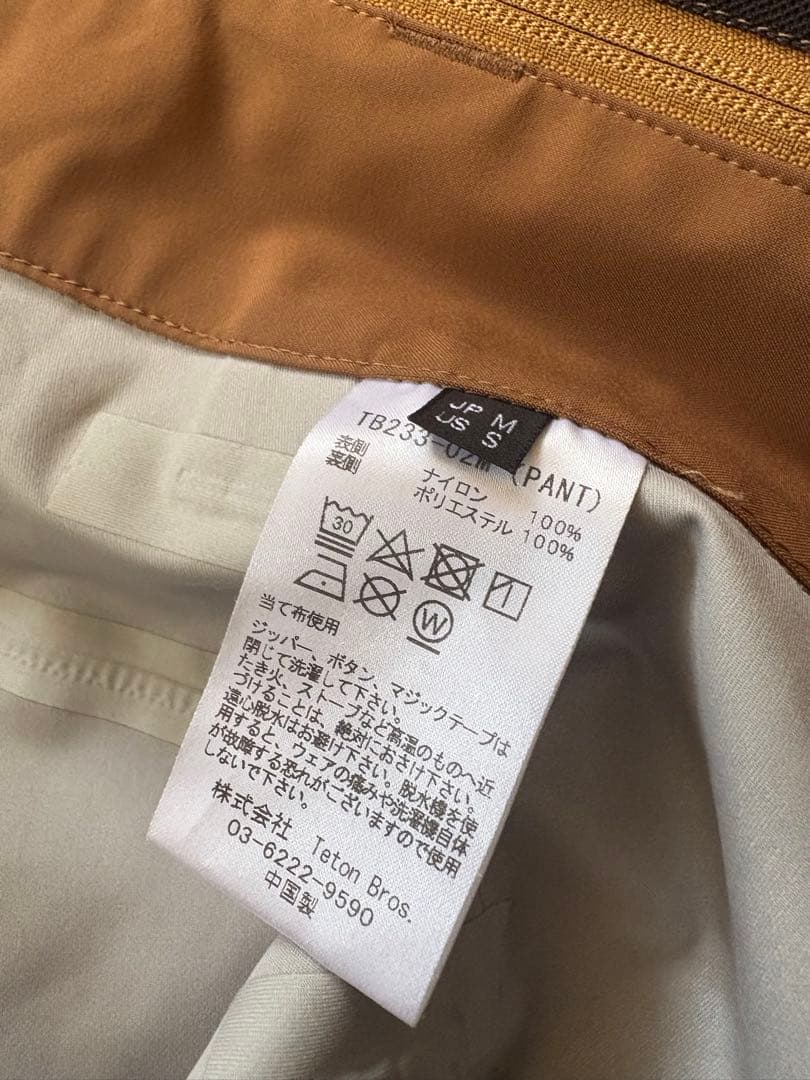 JP M
US S
TB233-02M (PANT)
表側 ナイロン 100%
表側 ポリエステル 100%
30
W
当て布使用
ジッパー、ボタン、マジックテープは
閉じて洗濯して下さい。
たき火、ストーブなど高温のものへ近
づけることは、絶対におさけ下さい。
遠心脱水はお避け下さい。脱水機を使
用すると、ウェアの痛みや洗濯機自体
が故障する恐れがございますので使用
しないで下さい。
株式会社 Teton Bros.
03-6222-9590
中国製